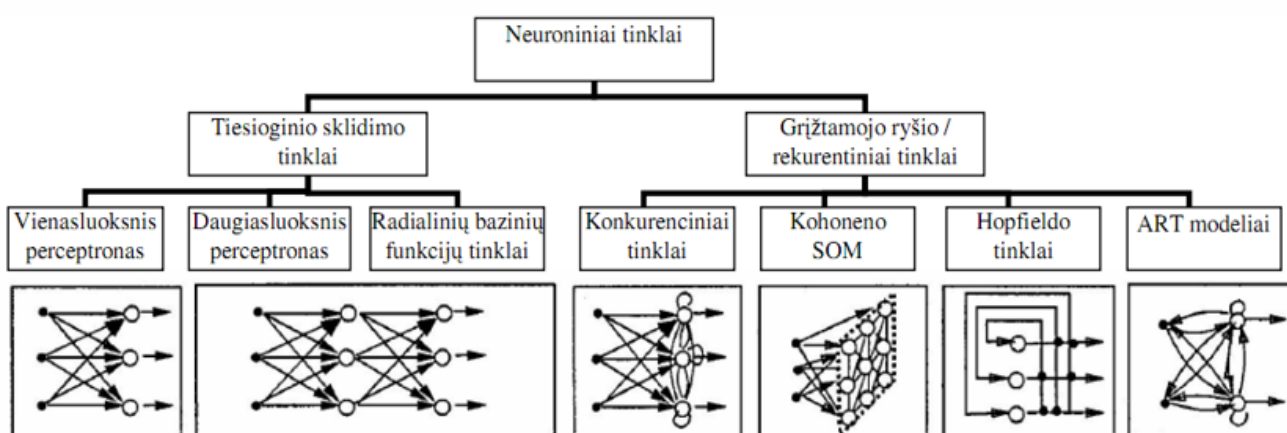 Neuroniniai tinklai
Tiesioginio sklidimo
tinklai
Grįžtamojo ryšio /
rekurentiniai tinklai
Vienasluoksnis
perceptronas
Daugiasluoksnis
perceptronas
Radialinių bazinių
funkcijų tinklai
Konkurenciniai
tinklai
Kohoneno
SOM
Hopfieldo
tinklai
ART modeliai